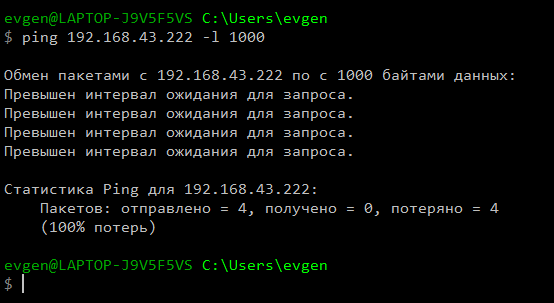 evgen@LAPTOP-J9V5F5VS C:\Users\evgen
$ ping 192.168.43.222 -l 1000
Обмен пакетами с 192.168.43.222 по с 1000 байтами данных:
Превышен интервал ожидания для запроса.
Превышен интервал ожидания для запроса.
Превышен интервал ожидания для запроса.
Превышен интервал ожидания для запроса.
Статистика Ping для 192.168.43.222:
Пакетов: отправлено = 4, получено = 0, потеряно = 4
(100% потерь)
evgen@LAPTOP-J9V5F5VS C:\Users\evgen
$